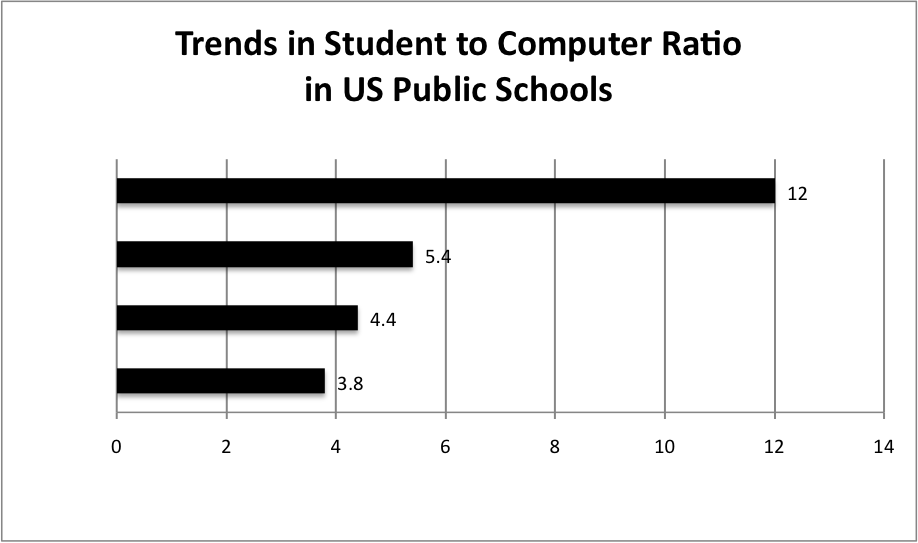 Trends in Student to Computer Ratio
in US Public Schools
12
5.4
4.4
3.8
0 2 4 6 8 10 12 14